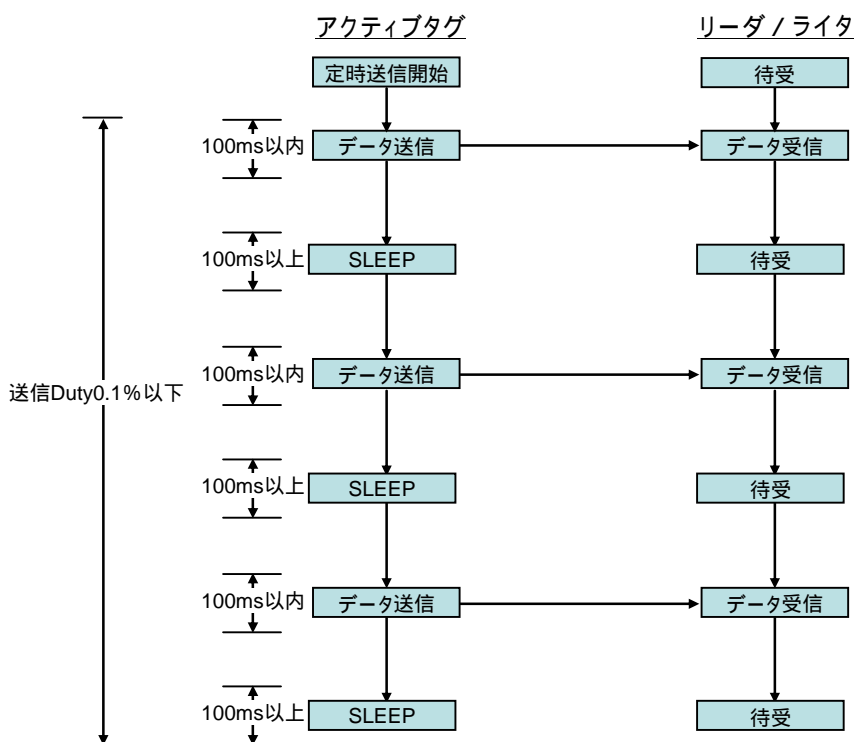 アクティブタグ リーダ / ライタ
定時送信開始 待受
100ms以内 データ送信 データ受信
100ms以上 SLEEP 待受
100ms以内 データ送信 データ受信
送信Duty0.1%以下
100ms以上 SLEEP 待受
100ms以内 データ送信 データ受信
100ms以上 SLEEP 待受